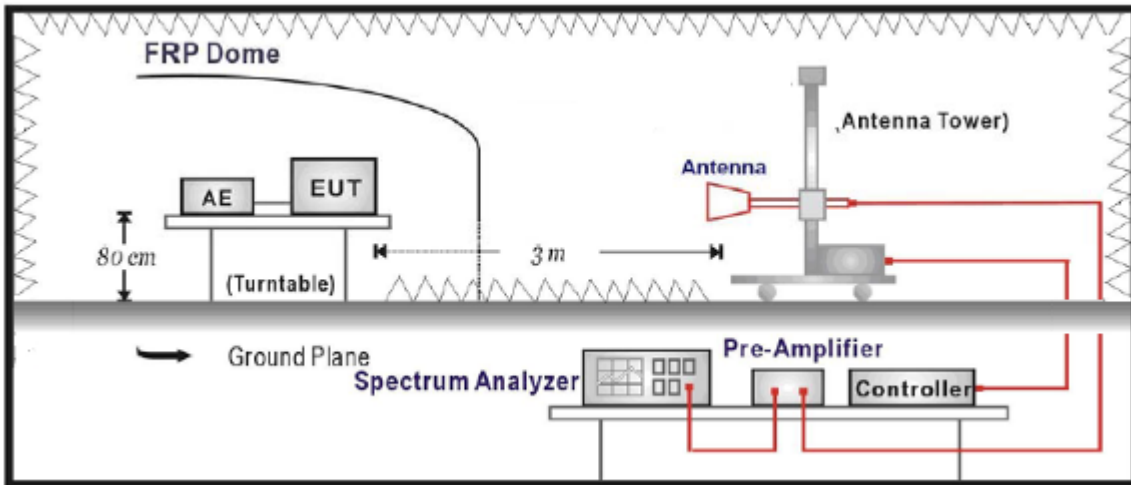 FRP Dome
(Antenna Tower)
Antenna
AE
EUT
80 cm
3 m
(Turntable)
Ground Plane
Pre-Amplifier
Spectrum Analyzer
Controller